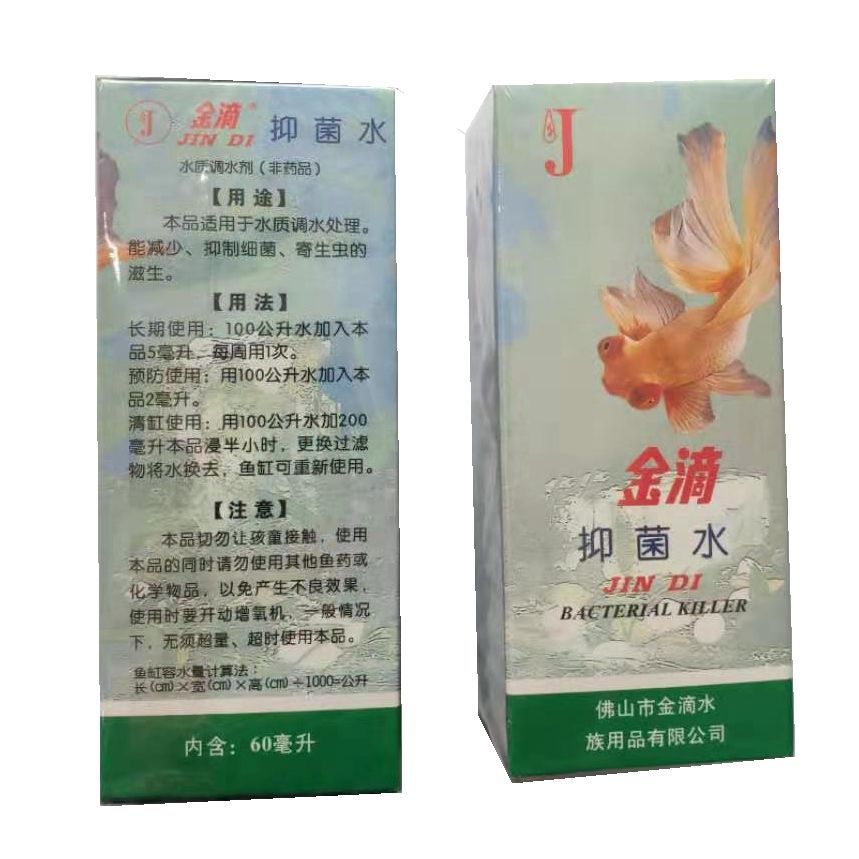 J
金滴®
JIN DI
抑菌水
水质调水剂(非药品)
【用途】
本品适用于水质调水处理。
能减少、抑制细菌、寄生虫的
滋生。
【用法】
长期使用:100公升水加入本
品5毫升、每周用1次。
预防使用:用100公升水加入本
品2毫升。
清缸使用:用100公升水加200
毫升本品浸半小时,更换过滤
物将水换去,鱼缸可重新使用。
【注意】
本品切勿让孩童接触,使用
本品的同时请勿使用其他鱼药或
化学物品,以免产生不良效果,
使用时要开动增氧机,一般情况
下,无须超量、超时使用本品。
鱼缸容水量计算法:
长(cm)×宽(cm)×高(cm)÷1000=公升
内含:60毫升
J
金滴
抑菌水
JIN DI
BACTERIAL KILLER
佛山市金滴水
族用品有限公司